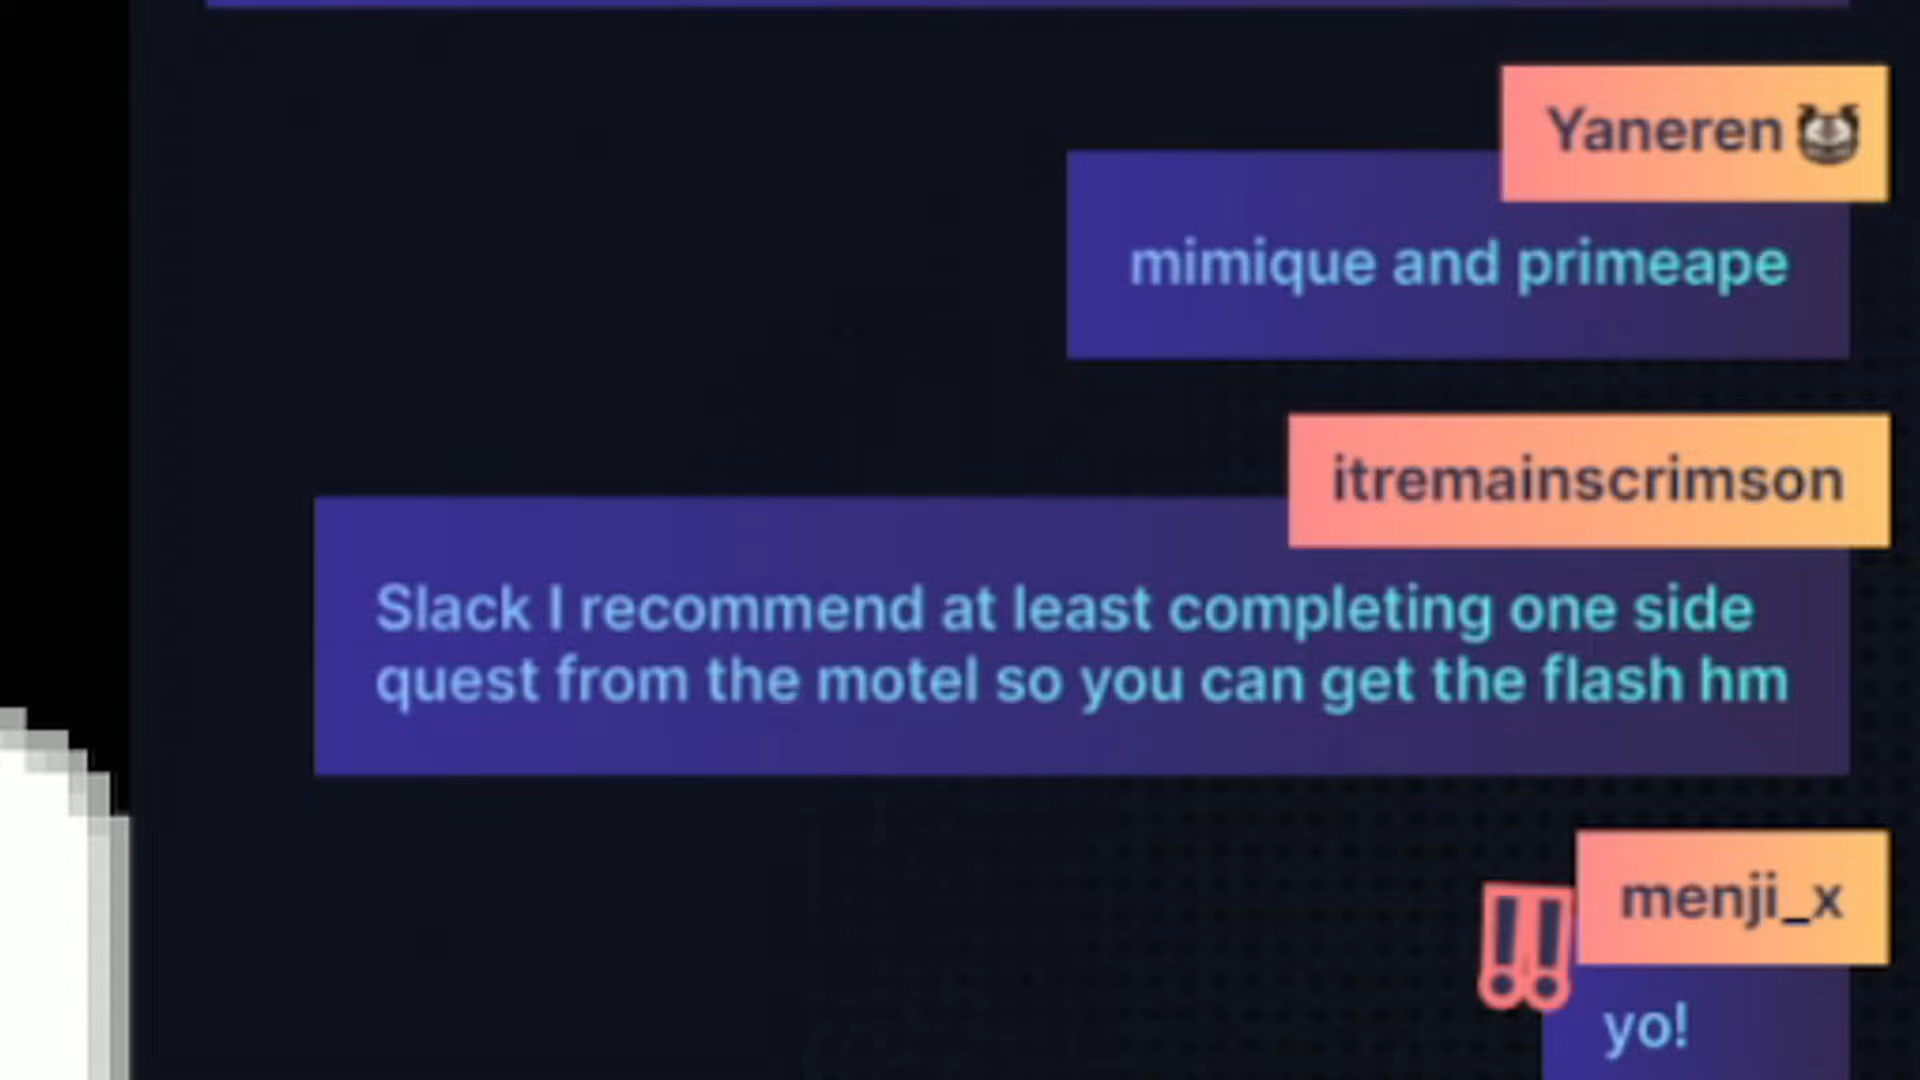 Yaneren
mimique and primeape
itremainscrimson
Slack I recommend at least completing one side
quest from the motel so you can get the flash hm
menji_x
!!
yo!